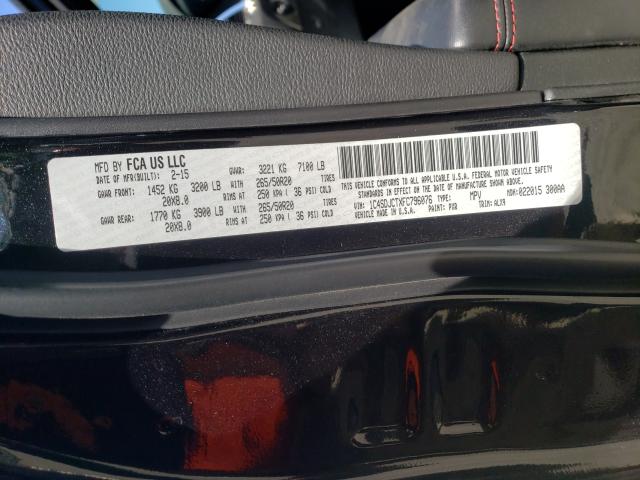 MFD BY FCA US LLC
DATE OF MFR(BUILT): 2-15 GVWR: 3221 KG 7100 LB
GAWR FRONT: 1452 KG 3200 LB WITH 265/50R20 TIRES
20X8.0 RIMS AT 250 KPA ( 36 PSI) COLD
GAWR REAR: 1770 KG 3900 LB WITH 265/50R20 TIRES
20X8.0 RIMS AT 250 KPA ( 36 PSI) COLD
THIS VEHICLE CONFORMS TO ALL APPLICABLE U.S.A. FEDERAL MOTOR VEHICLE SAFETY
STANDARDS IN EFFECT ON THE DATE OF MANUFACTURE SHOWN ABOVE.
VIN: 1C4SDJCTXFC796076 TYPE: MPV MDH: 022015 300AA
VEHICLE MADE IN U.S.A. PAINT: PXR TRIM: ALX9